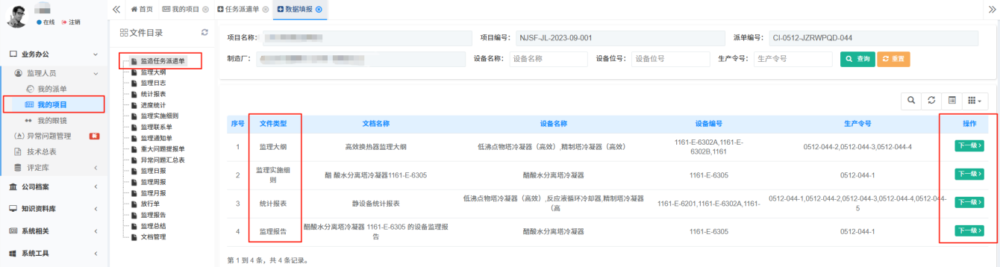 在线 注销
业务办公
监理人员
我的派单
我的项目
我的眼镜
异常问题管理 新
技术总表
评定库
公司档案
知识资料库
系统相关
系统工具
首页 我的项目 任务派遣单 数据填报
文件目录
监造任务派遣单
监理大纲
监理日志
统计报表
进度统计
监理实施细则
监理联系单
监理通知单
重大问题提报单
异常问题汇总表
监理日报
监理周报
监理月报
放行单
监理报告
监理总结
文档管理
项目名称: 项目编号: NJSF-JL-2023-09-001 派单编号: CI-0512-JZRWPQD-044
制造厂: 设备名称: 设备名称 设备位号: 设备位号 生产令号: 生产令号 查询 重置
序号 文件类型 文档名称 设备名称 设备编号 生产令号 操作
1 监理大纲 高效换热器监理大纲 低沸点物塔冷凝器（高效）,精制塔冷凝器（高效） 1161-E-6302A,1161-E-
6302B,1161 0512-044-2,0512-044-3,0512-044-4 下一级
2 监理实施细
则 醋 酸水分离塔冷凝器1161-E-6305 醋酸水分离塔冷凝器 1161-E-6305 0512-044-1 下一级
3 统计报表 静设备统计报表 低沸点物塔冷凝器（高效）,反应液循环冷却器,精制塔冷凝器
（高 1161-E-6201,1161-E-6302A,1161- 0512-044-1,0512-044-2,0512-044-3,0512-044-4,0512-044-
5 下一级
4 监理报告 醋酸水分离塔冷凝器 1161-E-6305 的设备监理报
告 醋酸水分离塔冷凝器 1161-E-6305 0512-044-1 下一级
第 1 到 4 条，共 4 条记录。